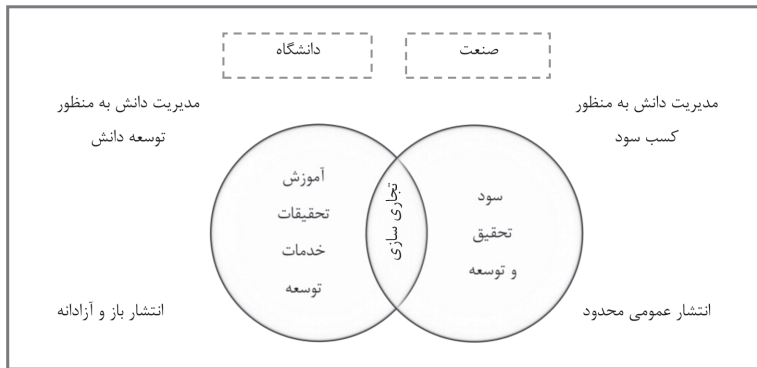 صنعت
دانشگاه
مدیریت دانش به منظور
کسب سود
مدیریت دانش به منظور
توسعه دانش
سود
تحقیق
و توسعه
تجاری سازی
آموزش
تحقیقات
خدمات
توسعه
انتشار عمومی محدود
انتشار باز و آزادانه